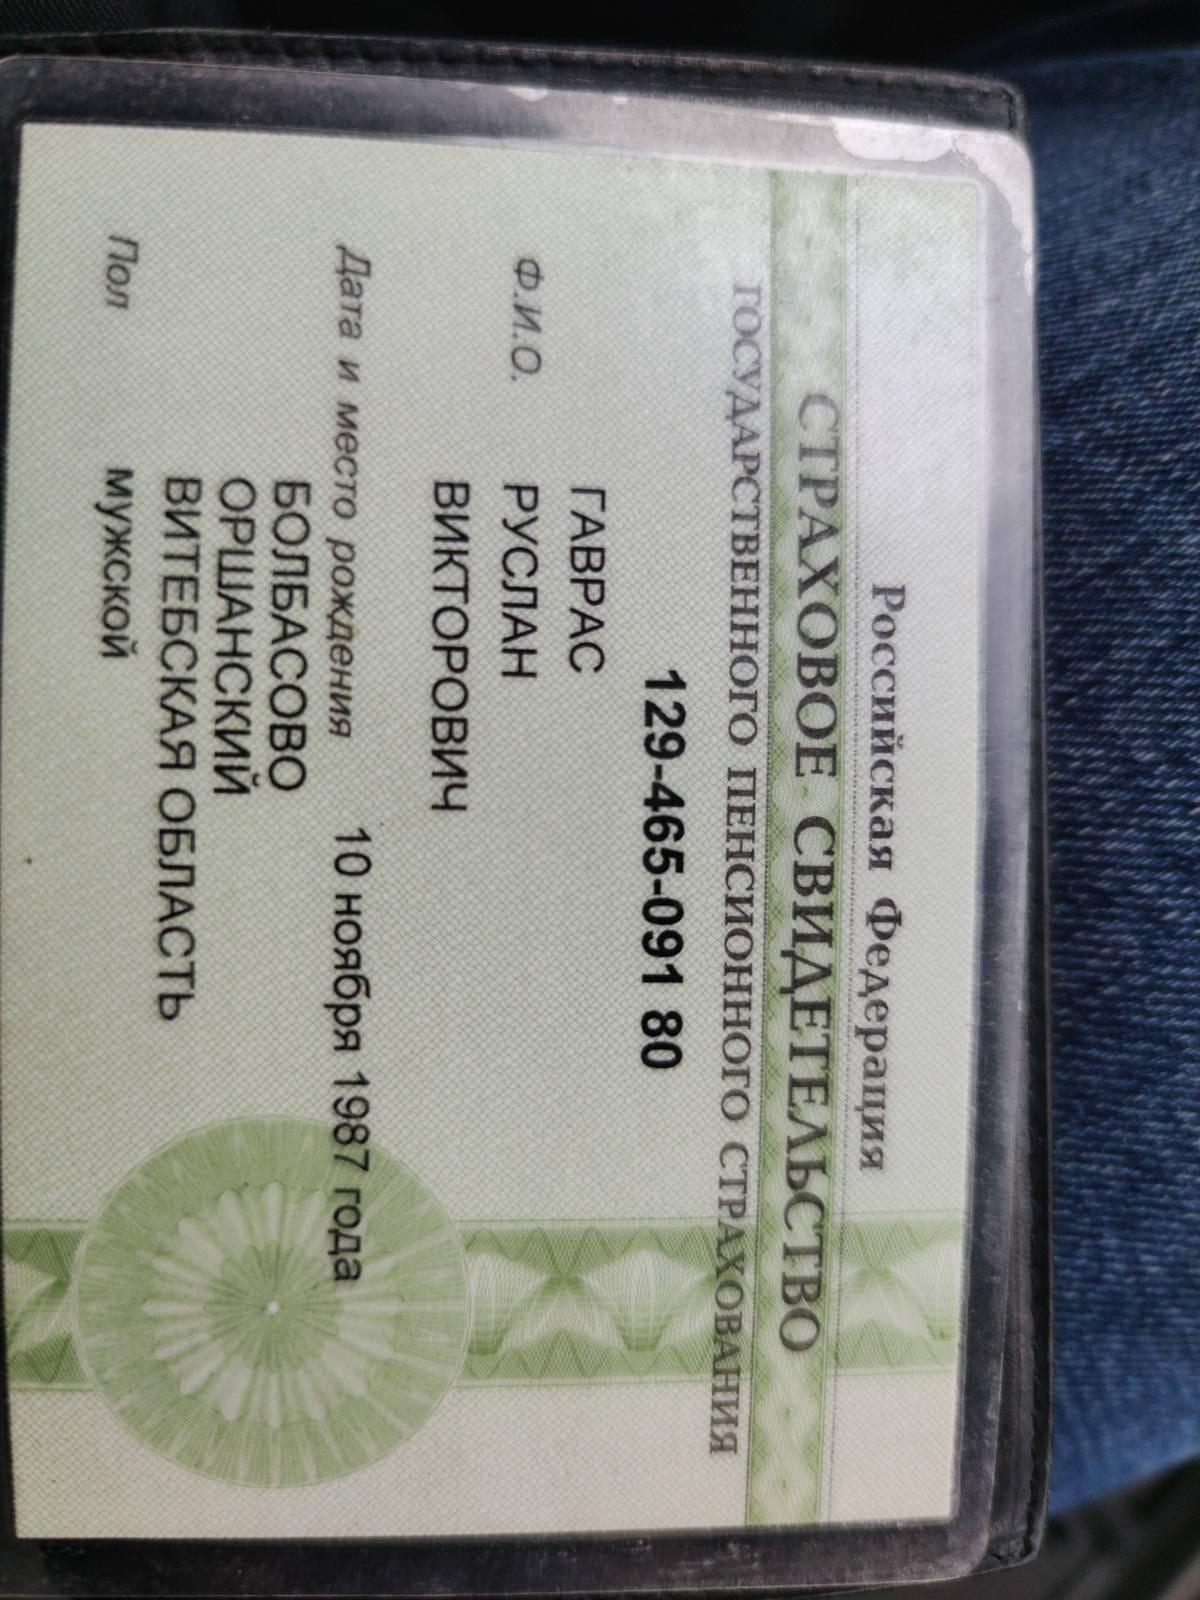 Российская Федерация
СТРАХОВОЕ СВИДЕТЕЛЬСТВО
ГОСУДАРСТВЕННОГО ПЕНСИОННОГО СТРАХОВАНИЯ
129-465-091 80
ГАВРАС
Ф.И.О. РУСЛАН
ВИКТОРОВИЧ
Дата и место рождения 10 ноября 1987 года
БОЛБАСОВО
ОРШАНСКИЙ
ВИТЕБСКАЯ ОБЛАСТЬ
Пол мужской